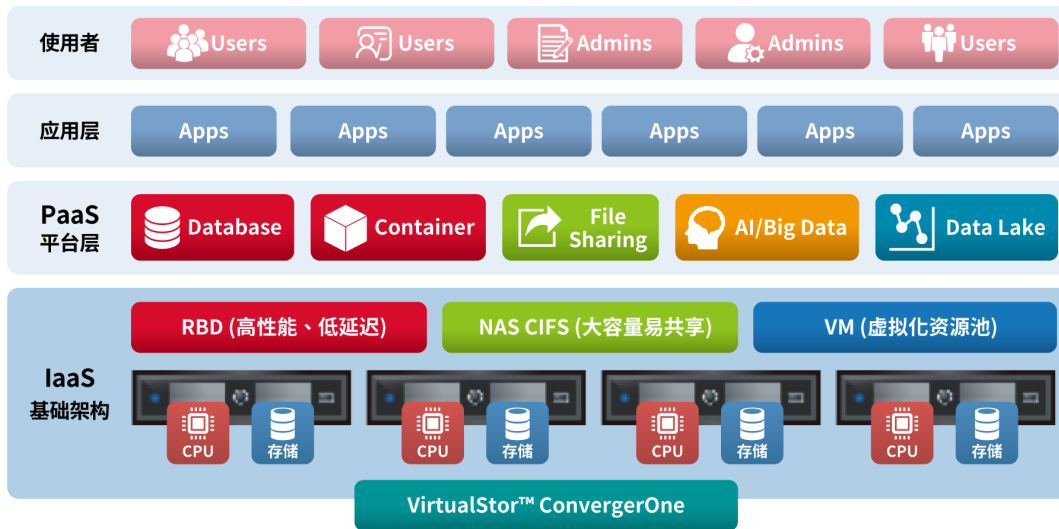 使用者
Users
Users
Admins
Admins
Users
应用层
Apps
Apps
Apps
Apps
Apps
Apps
PaaS
平台层
Database
Container
File
Sharing
AI/Big Data
Data Lake
IaaS
基础架构
RBD (高性能、低延迟)
NAS CIFS (大容量易共享)
VM (虚拟化资源池)
CPU
存储
CPU
存储
CPU
存储
CPU
存储
VirtualStor™ ConvergerOne